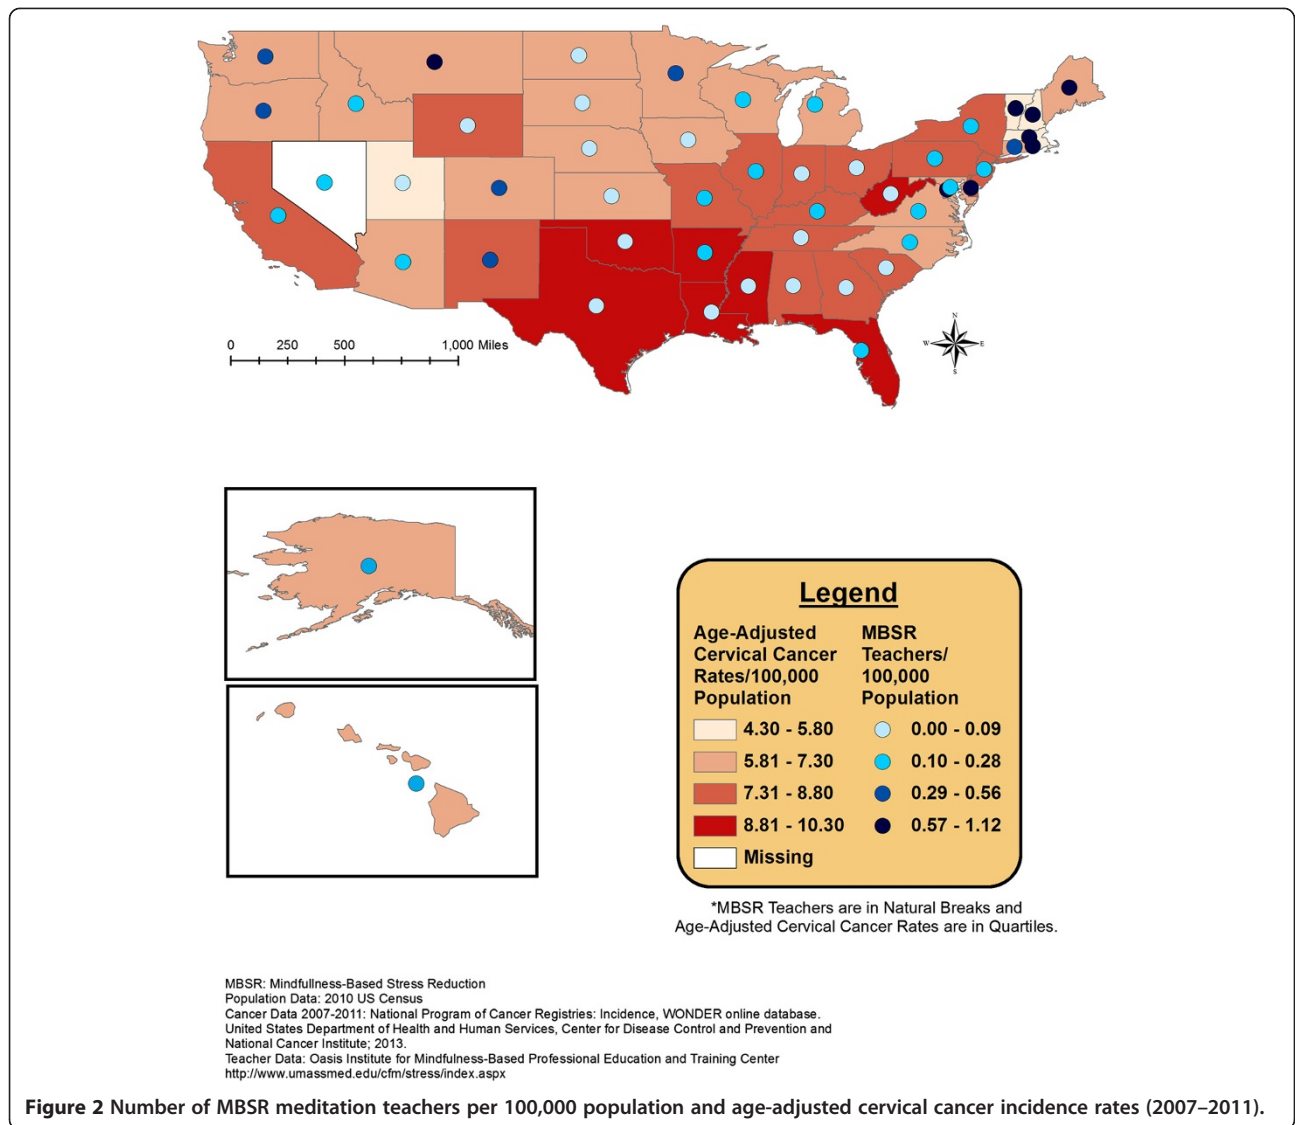 0 250 500 1,000 Miles
N
W E
S
Legend
Age-Adjusted
Cervical Cancer
Rates/100,000
Population
MBSR
Teachers/
100,000
Population
4.30 - 5.80 0.00 - 0.09
5.81 - 7.30 0.10 - 0.28
7.31 - 8.80 0.29 - 0.56
8.81 - 10.30 0.57 - 1.12
Missing
*MBSR Teachers are in Natural Breaks and
Age-Adjusted Cervical Cancer Rates are in Quartiles.
MBSR: Mindfullness-Based Stress Reduction
Population Data: 2010 US Census
Cancer Data 2007-2011: National Program of Cancer Registries: Incidence, WONDER online database.
United States Department of Health and Human Services, Center for Disease Control and Prevention and
National Cancer Institute; 2013.
Teacher Data: Oasis Institute for Mindfulness-Based Professional Education and Training Center
http://www.umassmed.edu/cfm/stress/index.aspx
Figure 2 Number of MBSR meditation teachers per 100,000 population and age-adjusted cervical cancer incidence rates (2007–2011).